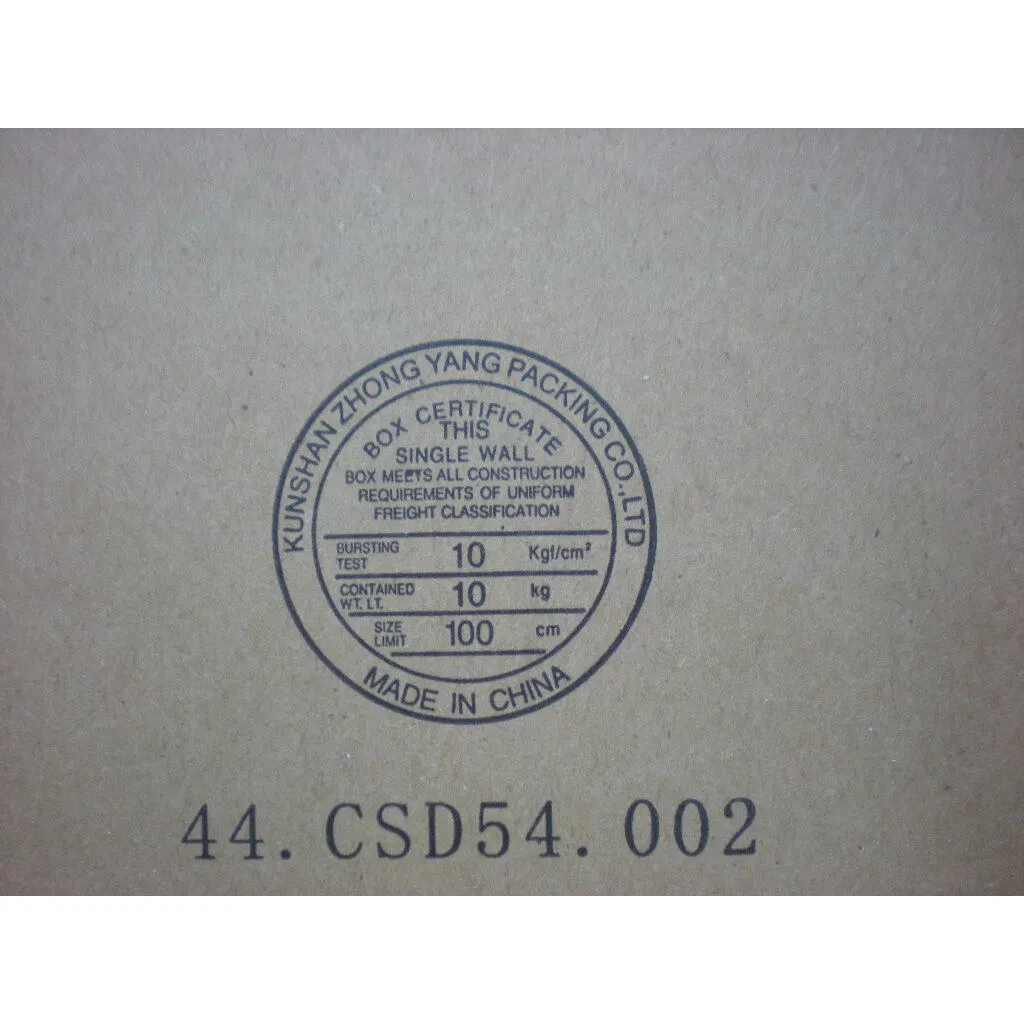 KUNSHAN ZHONG YANG PACKING CO.,LTD
BOX CERTIFICATE
THIS
SINGLE WALL
BOX MEETS ALL CONSTRUCTION
REQUIREMENTS OF UNIFORM
FREIGHT CLASSIFICATION
BURSTING TEST 10 Kgf/cm²
CONTAINED WT. LT. 10 kg
SIZE LIMIT 100 cm
MADE IN CHINA
44.CSD54.002